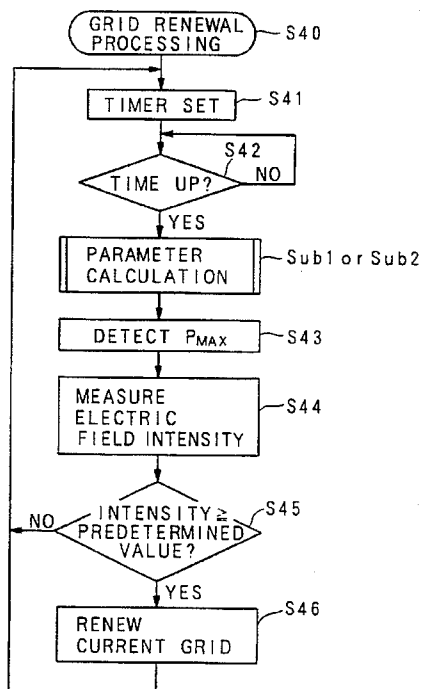 GRID RENEWAL
PROCESSING
S40
TIMER SET
S41
S42
TIME UP?
NO
YES
PARAMETER
CALCULATION
Sub1 or Sub2
DETECT PMAX
S43
MEASURE
ELECTRIC
FIELD INTENSITY
S44
INTENSITY≧
PREDETERMINED
VALUE?
S45
NO
YES
RENEW
CURRENT GRID
S46